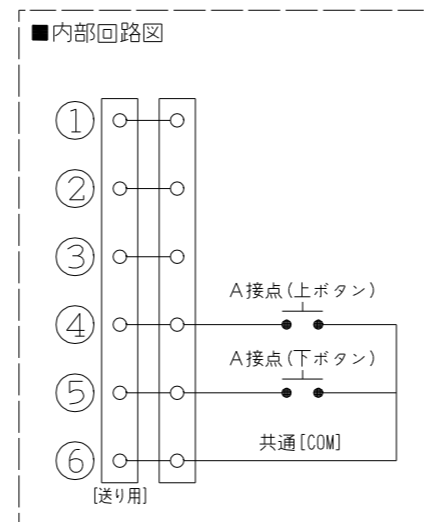 ■内部回路図
①
②
③
A接点(上ボタン)
④
A接点(下ボタン)
⑤
共通[COM]
⑥
[送り用]